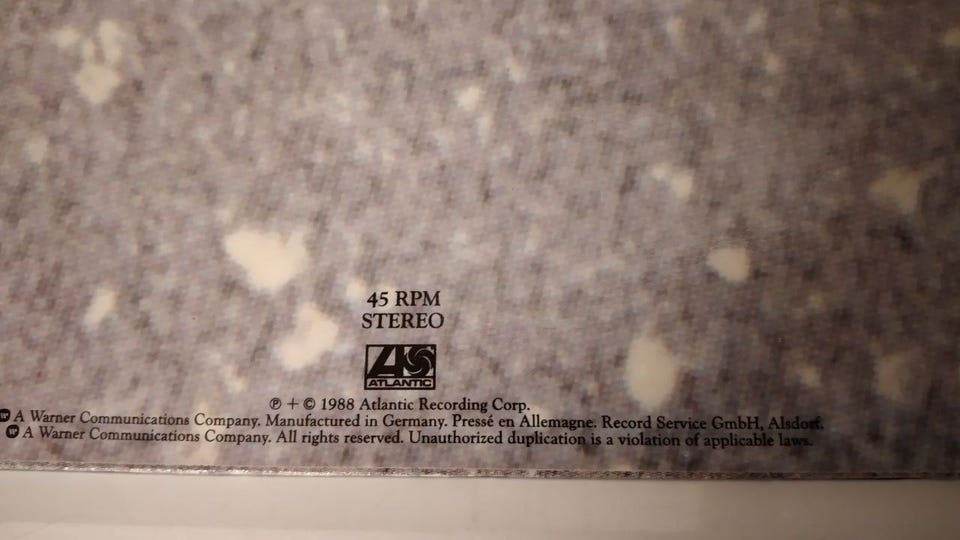 45 RPM
STEREO
ATLANTIC
℗ + © 1988 Atlantic Recording Corp.
A Warner Communications Company. Manufactured in Germany. Pressé en Allemagne. Record Service GmbH, Alsdorf.
A Warner Communications Company. All rights reserved. Unauthorized duplication is a violation of applicable laws.